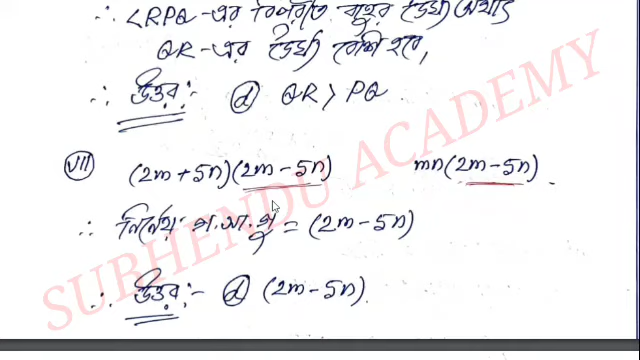 ∴ <RPQ-এর বিপরীতে বাহুর দৈর্ঘ্য অর্থাৎ
QR-এর দৈর্ঘ্য বেশি হবে,
∴ উত্তর:- ⓓ QR > PQ
(VII) (2m + 5n)(2m - 5n) mn(2m - 5n).
∴ নির্ণেয় গ.সা.গু = (2m - 5n)
∴ উত্তর:- ⓓ (2m - 5n).
SUBHENDU ACADEMY